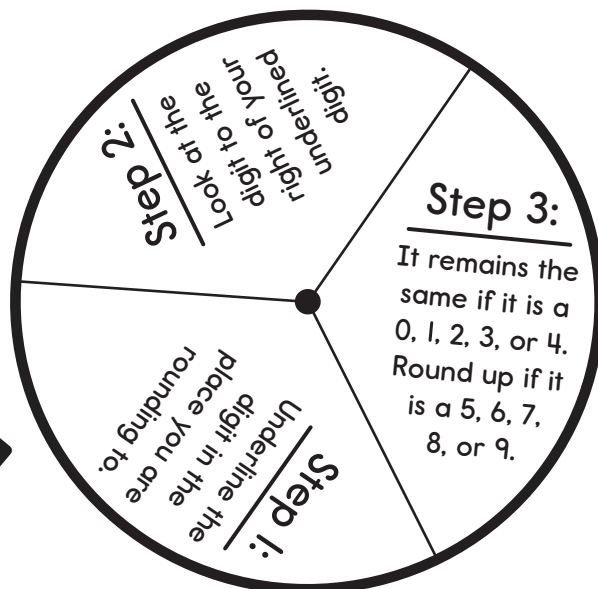 Step 1:
Underline the
digit in the
place you are
rounding to.
Step 2:
Look at the
digit to the
right of your
underlined
digit.
Step 3:
It remains the
same if it is a
0, 1, 2, 3, or 4.
Round up if it
is a 5, 6, 7,
8, or 9.